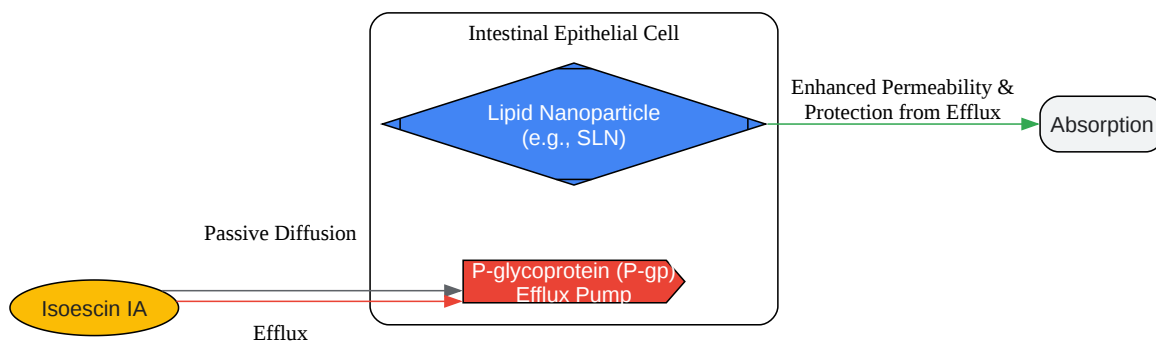 Intestinal Epithelial Cell
Lipid Nanoparticle
(e.g., SLN)
Enhanced Permeability &
Protection from Efflux
Absorption
Passive Diffusion
P-glycoprotein (P-gp)
Efflux Pump
Isoescin IA
Efflux